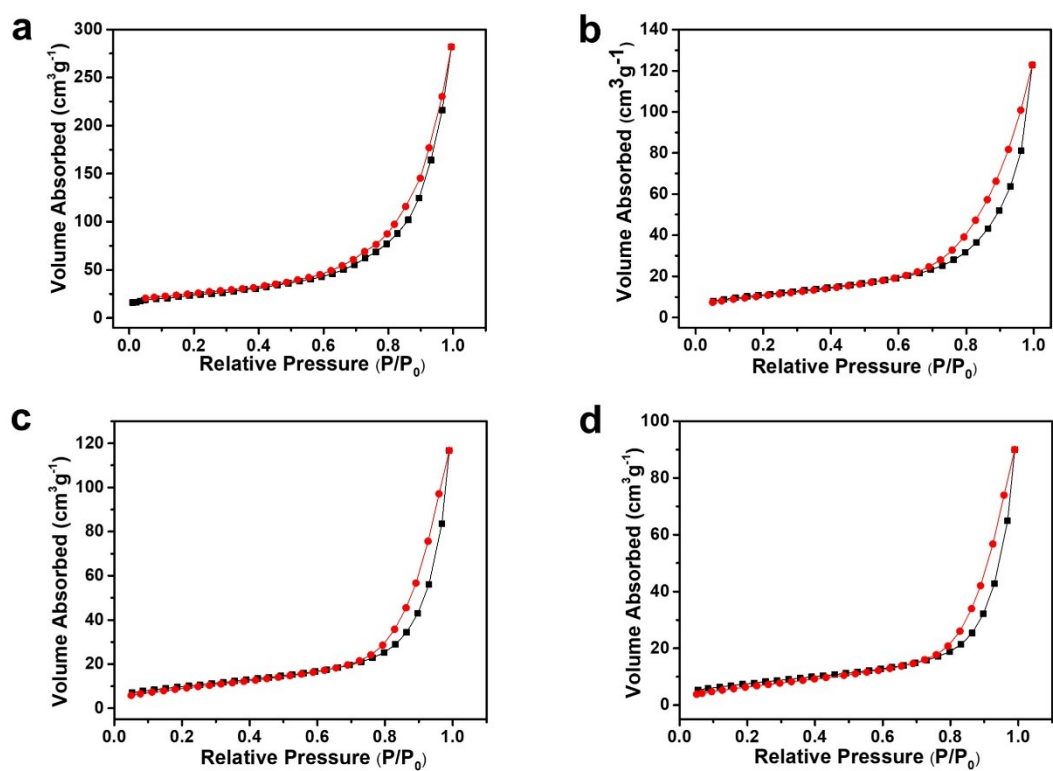 a
300
250
200
150
100
50
0
Volume Absorbed (cm³g⁻¹)
0.0 0.2 0.4 0.6 0.8 1.0
Relative Pressure (P/P₀)
b
140
120
100
80
60
40
20
0
Volume Absorbed (cm³g⁻¹)
0.0 0.2 0.4 0.6 0.8 1.0
Relative Pressure (P/P₀)
c
120
100
80
60
40
20
0
Volume Absorbed (cm³g⁻¹)
0.0 0.2 0.4 0.6 0.8 1.0
Relative Pressure (P/P₀)
d
100
80
60
40
20
0
Volume Absorbed (cm³g⁻¹)
0.0 0.2 0.4 0.6 0.8 1.0
Relative Pressure (P/P₀)